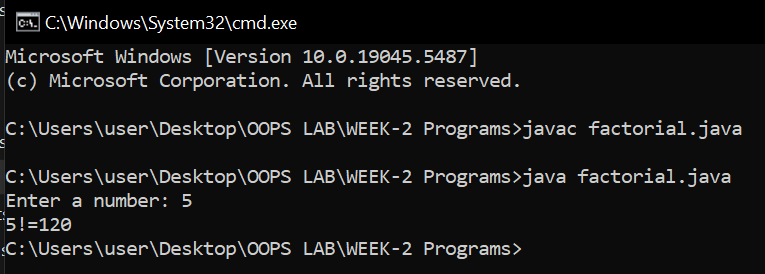 C:\Windows\System32\cmd.exe
Microsoft Windows [Version 10.0.19045.5487]
(c) Microsoft Corporation. All rights reserved.
C:\Users\user\Desktop\OOPS LAB\WEEK-2 Programs>javac factorial.java
C:\Users\user\Desktop\OOPS LAB\WEEK-2 Programs>java factorial.java
Enter a number: 5
5!=120
C:\Users\user\Desktop\OOPS LAB\WEEK-2 Programs>